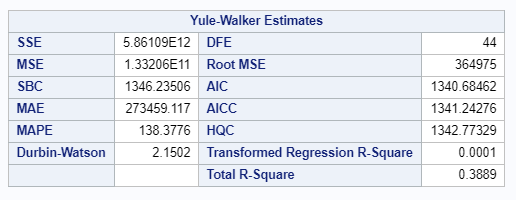 Yule-Walker Estimates
SSE 5.86109E12 DFE 44
MSE 1.33206E11 Root MSE 364975
SBC 1346.23506 AIC 1340.68462
MAE 273459.117 AICC 1341.24276
MAPE 138.3776 HQC 1342.77329
Durbin-Watson 2.1502 Transformed Regression R-Square 0.0001
Total R-Square 0.3889